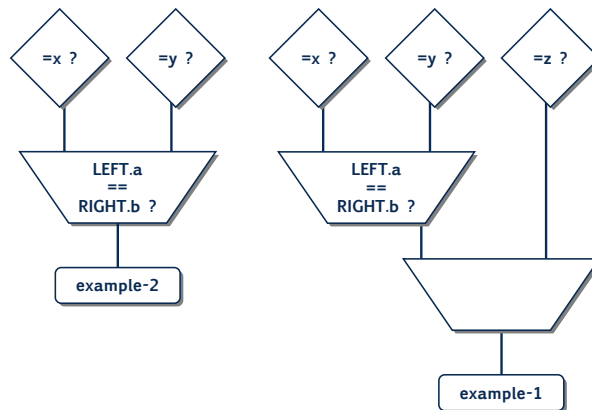 =x ?
=y ?
=x ?
=y ?
=z ?
LEFT.a
==
RIGHT.b ?
LEFT.a
==
RIGHT.b ?
example-2
example-1